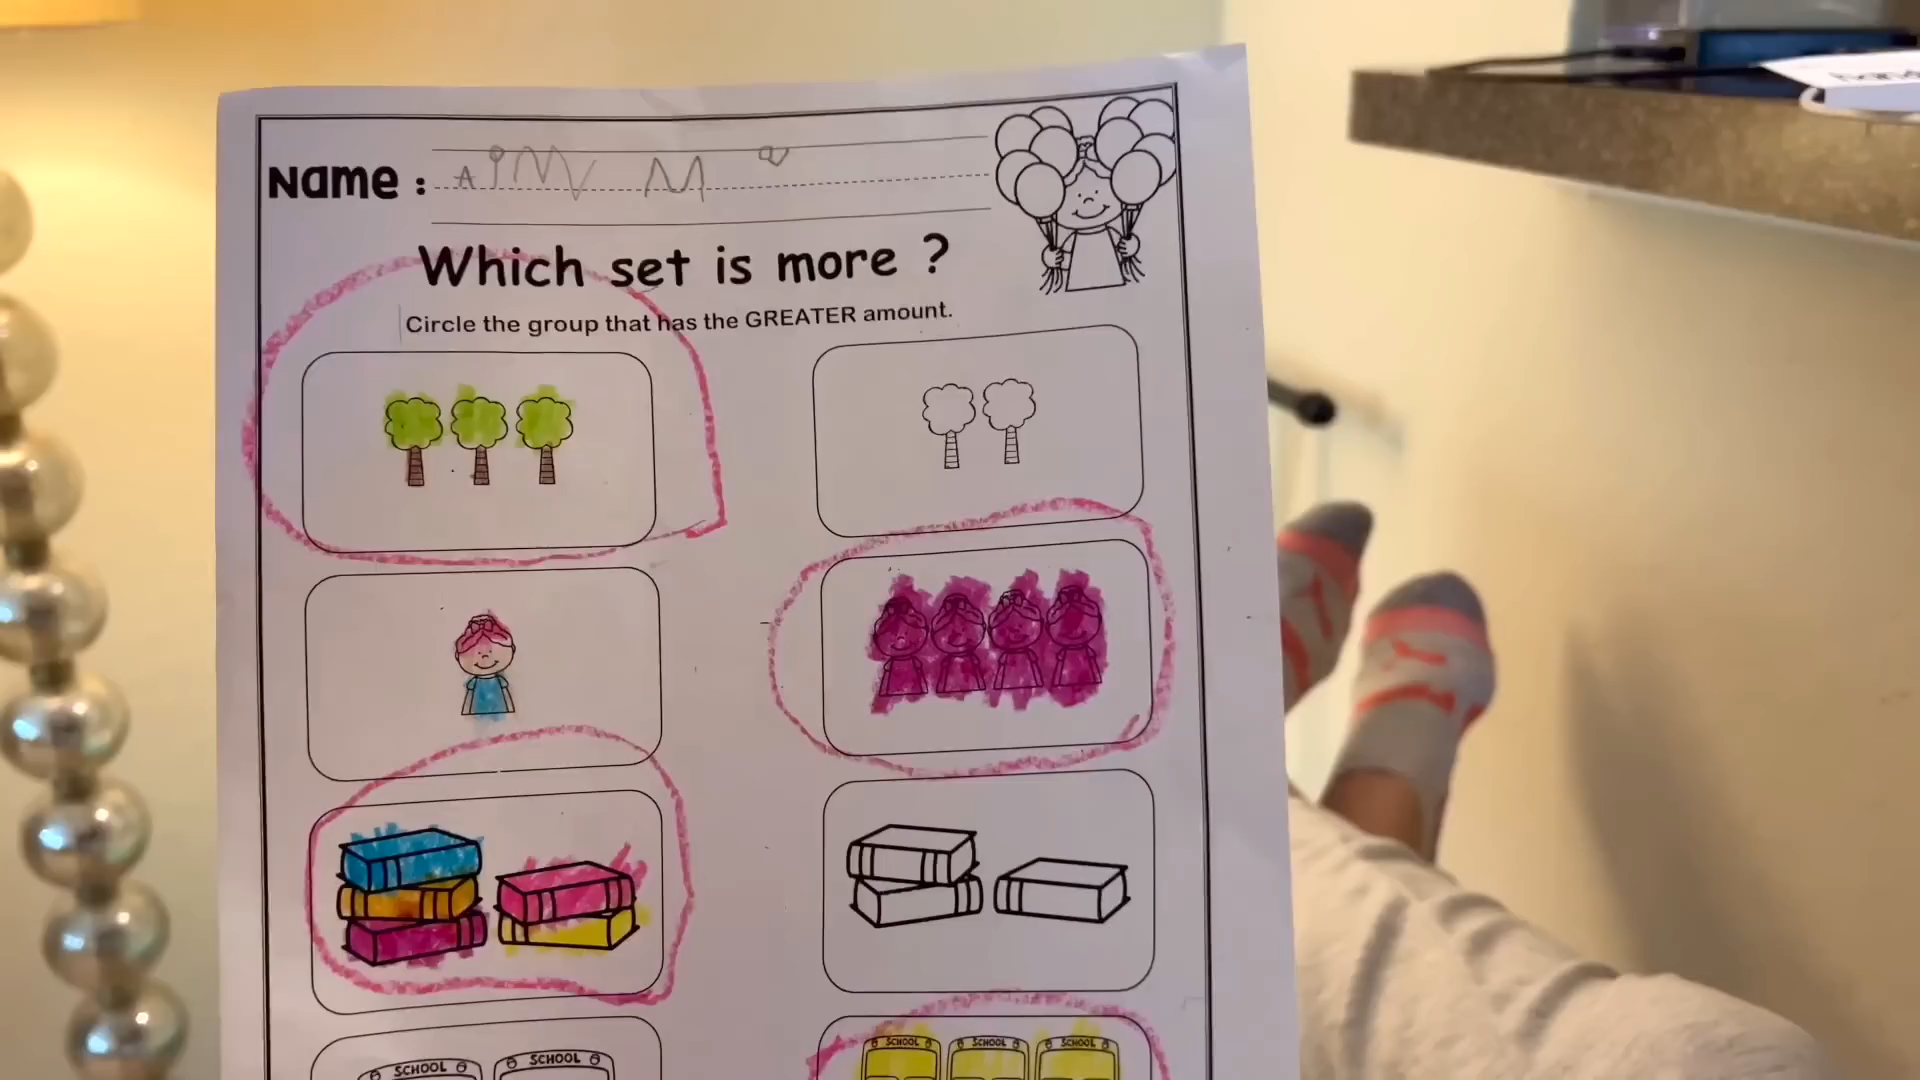 Name :
Which set is more ?
Circle the group that has the GREATER amount.
SCHOOL SCHOOL SCHOOL SCHOOL SCHOOL